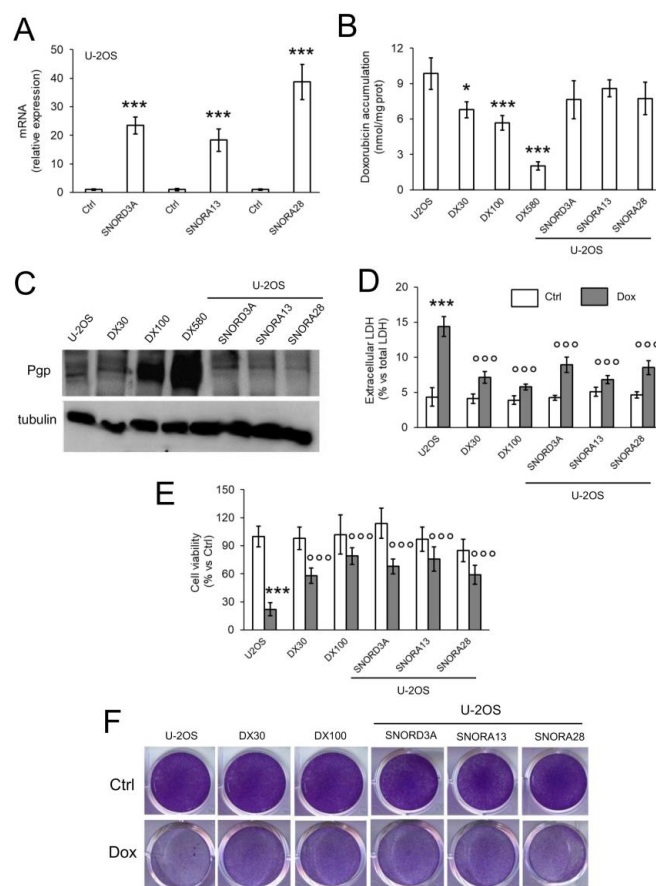 A
U-2OS
mRNA
(relative expression)
50
40
30
20
10
0
***
***
***
Ctrl
SNORD3A
Ctrl
SNORA13
Ctrl
SNORA28
B
Doxorubicin accumulation
(nmol/mg prot)
12
9
6
3
0
*
***
***
U2OS
DX30
DX100
DX580
SNORD3A
SNORA13
SNORA28
U-2OS
C
U-2OS
U-2OS
DX30
DX100
DX580
SNORD3A
SNORA13
SNORA28
Pgp
tubulin
D
Ctrl
Dox
Extracellular LDH
(% vs total LDH)
20
15
10
5
0
***
°°°
°°°
°°°
°°°
°°°
U2OS
DX30
DX100
SNORD3A
SNORA13
SNORA28
U-2OS
E
Cell viability
(% vs Ctrl)
150
120
90
60
30
0
***
°°°
°°°
°°°
°°°
°°°
U2OS
DX30
DX100
SNORD3A
SNORA13
SNORA28
U-2OS
F
U-2OS
U-2OS
DX30
DX100
SNORD3A
SNORA13
SNORA28
Ctrl
Dox